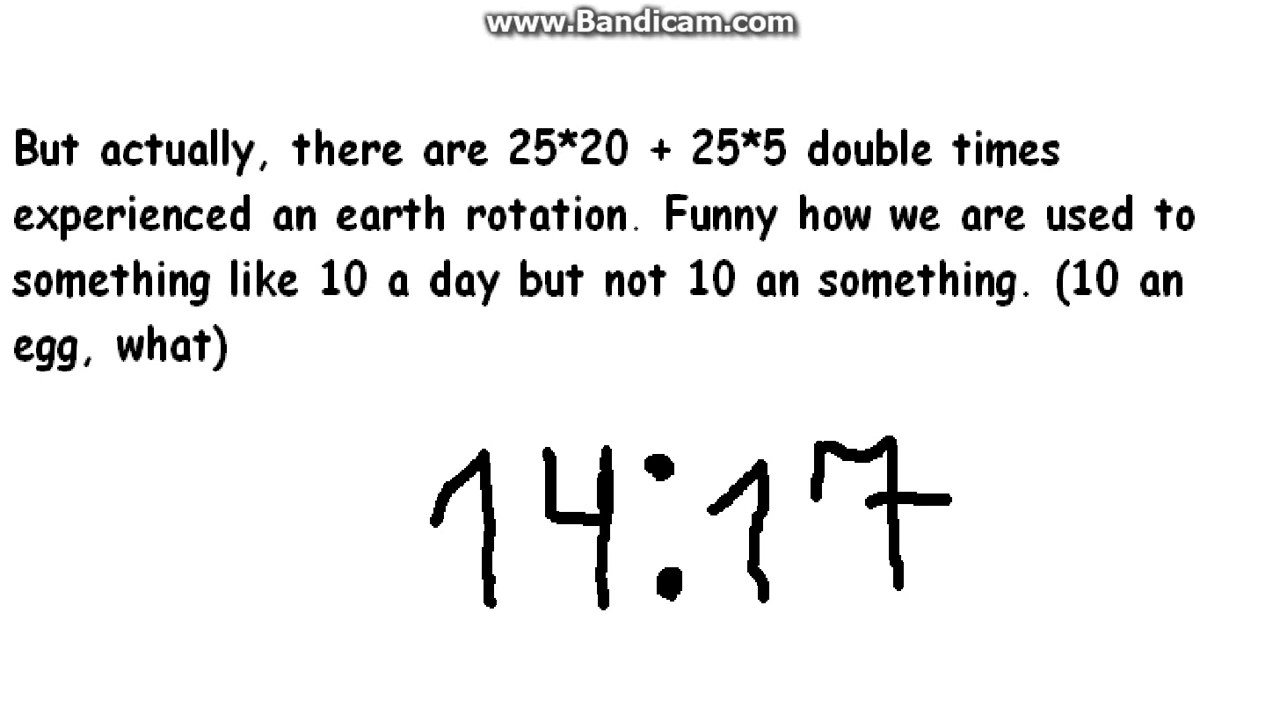 www.Bandicam.com
But actually, there are 25*20 + 25*5 double times
experienced an earth rotation. Funny how we are used to
something like 10 a day but not 10 an something. (10 an
egg, what)
14:17